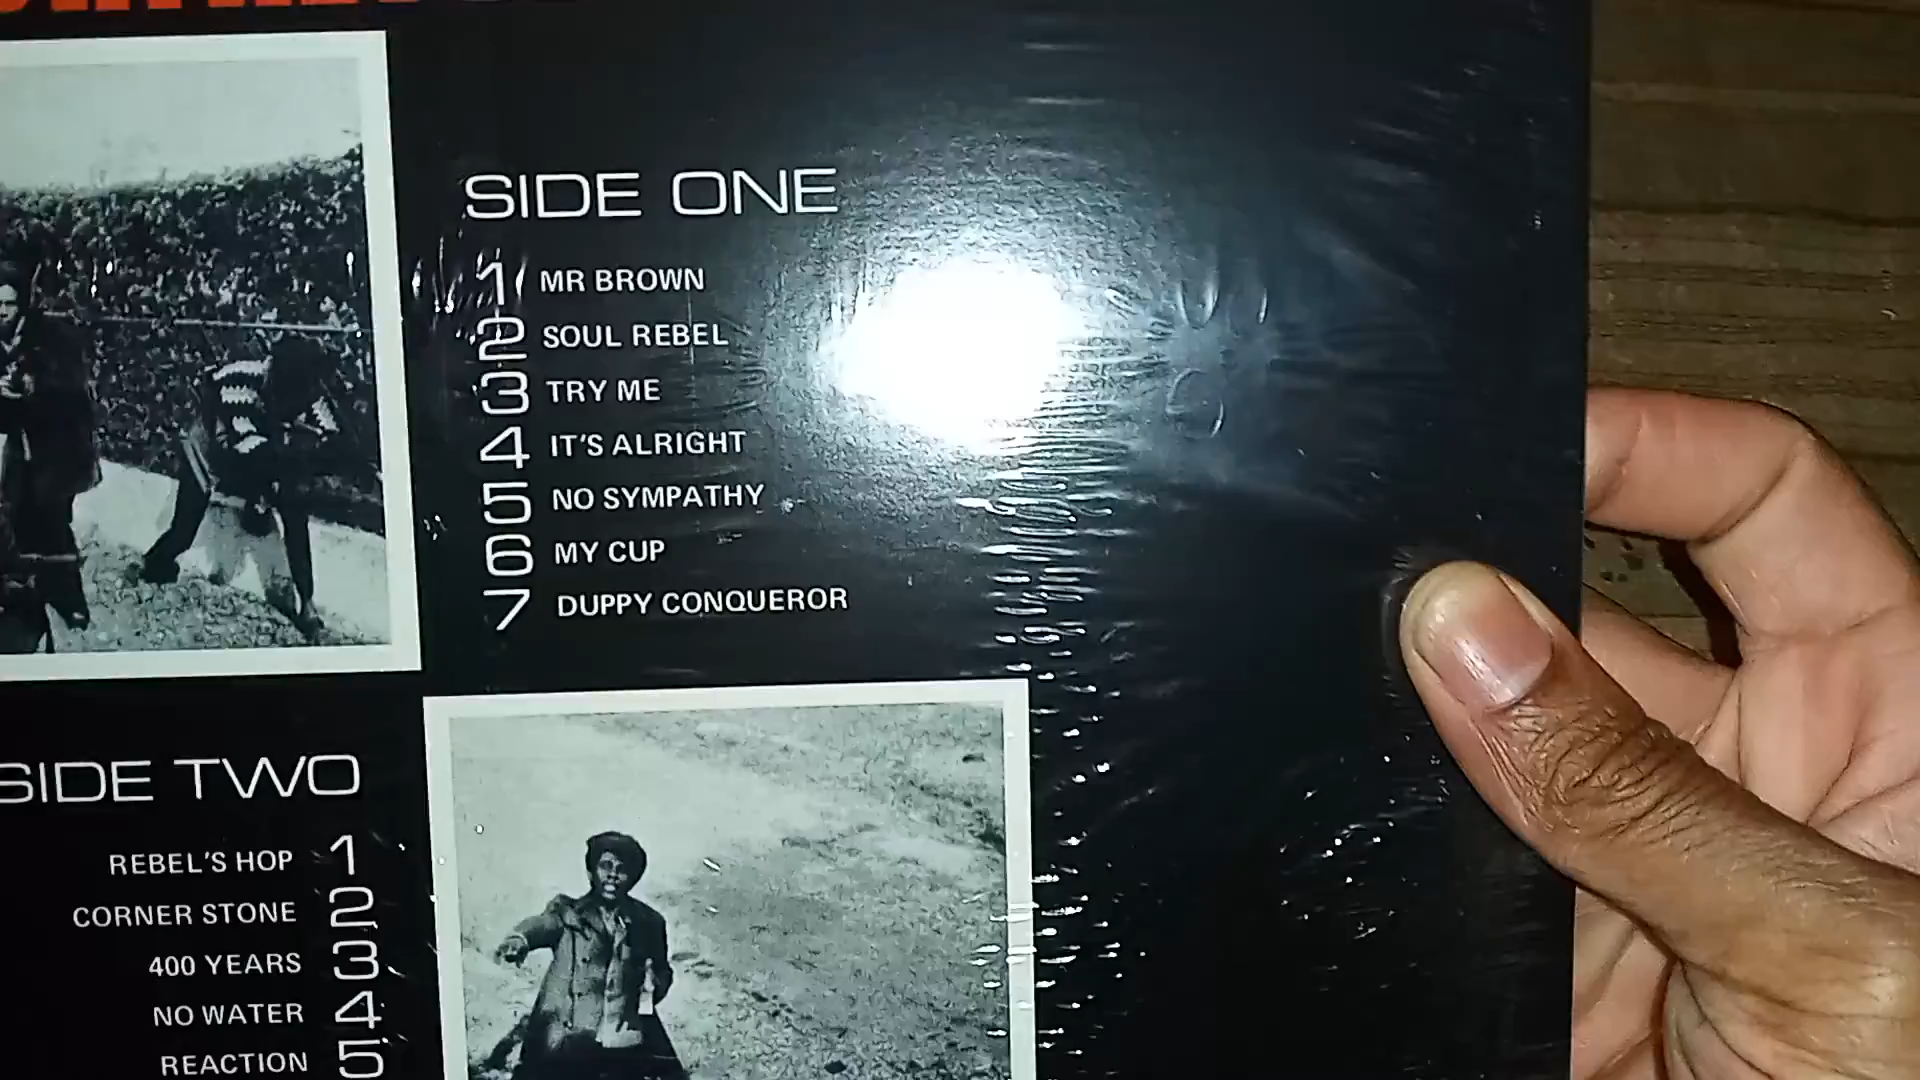 SIDE ONE
1 MR BROWN
2 SOUL REBEL
3 TRY ME
4 IT'S ALRIGHT
5 NO SYMPATHY
6 MY CUP
7 DUPPY CONQUEROR
SIDE TWO
REBEL'S HOP 1
CORNER STONE 2
400 YEARS 3
NO WATER 4
REACTION 5